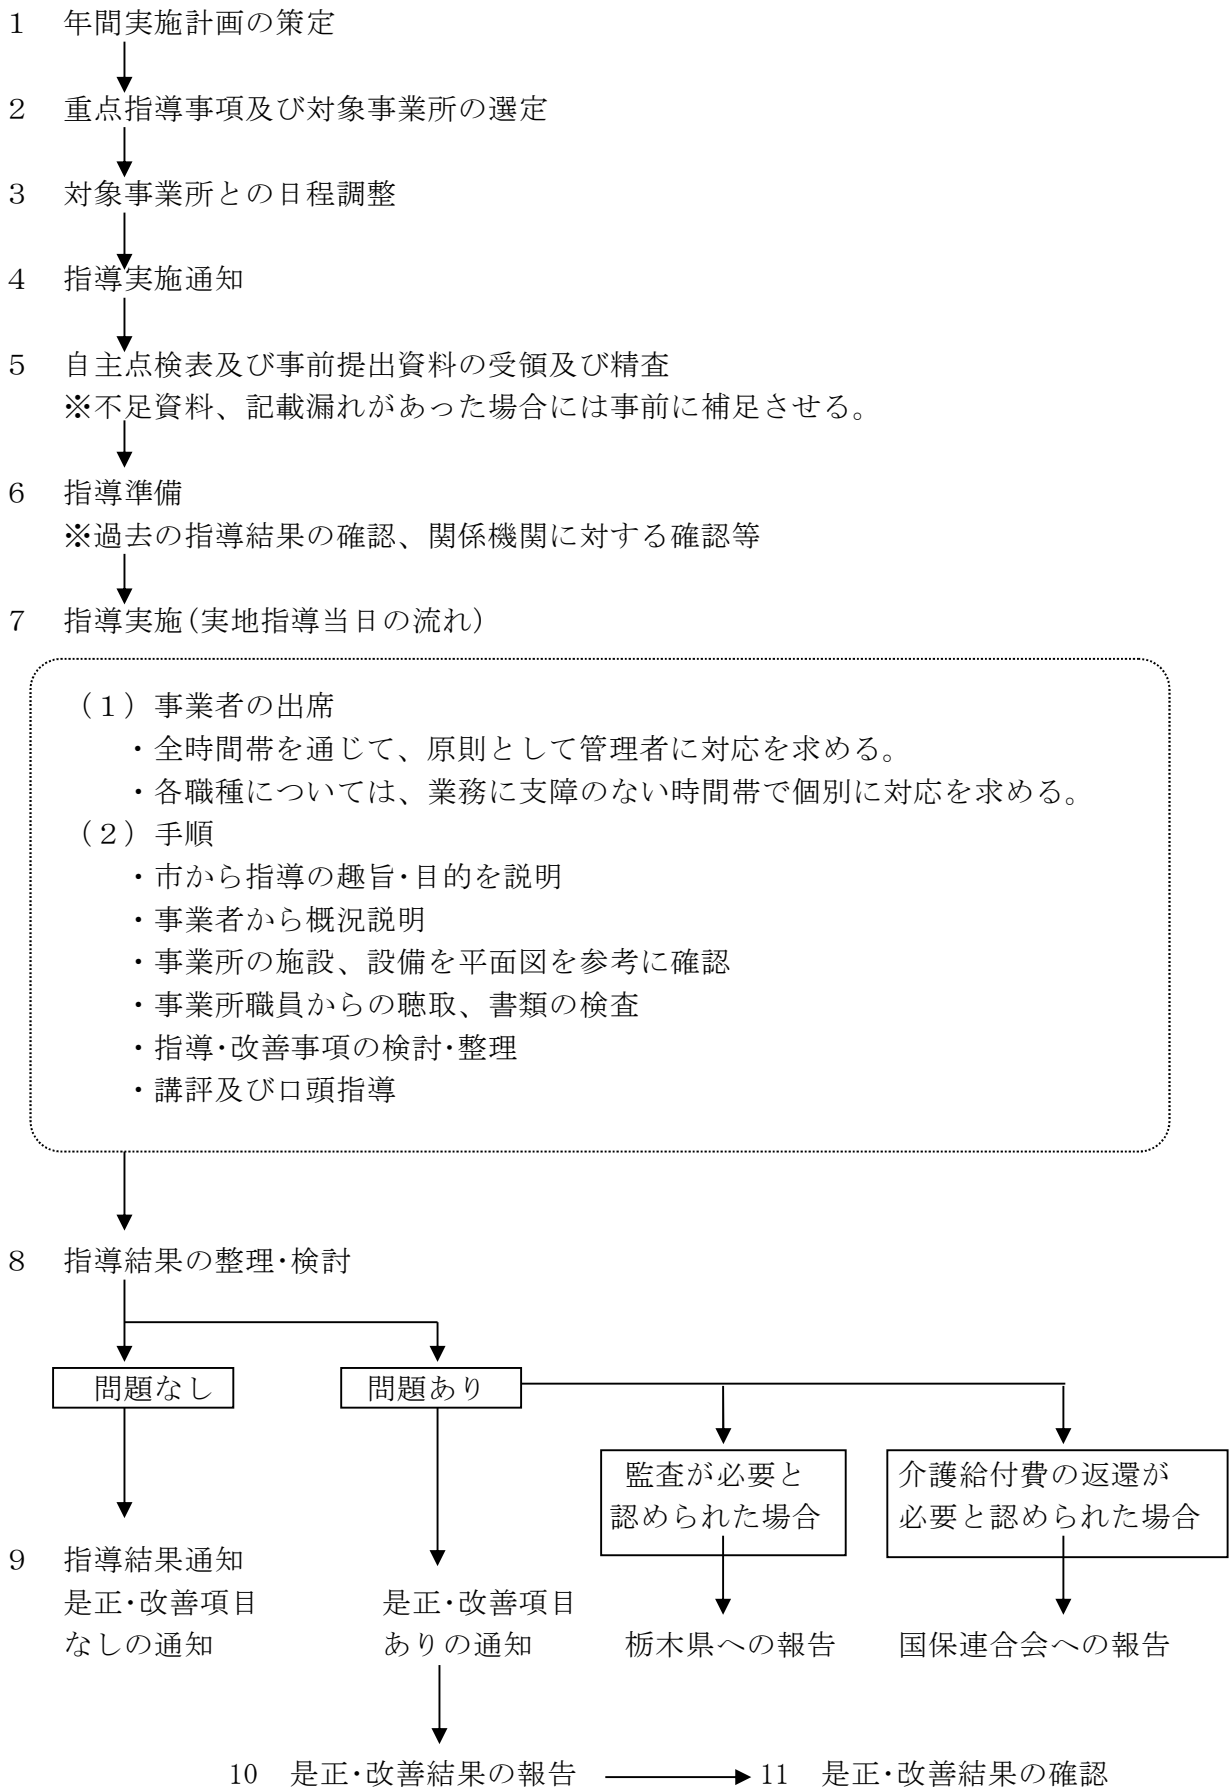 １　年間実施計画の策定
２　重点指導事項及び対象事業所の選定
３　対象事業所との日程調整
４　指導実施通知
５　自主点検表及び事前提出資料の受領及び精査
※不足資料、記載漏れがあった場合には事前に補足させる。
６　指導準備
※過去の指導結果の確認、関係機関に対する確認等
７　指導実施(実地指導当日の流れ)
（１）事業者の出席
・全時間帯を通じて、原則として管理者に対応を求める。
・各職種については、業務に支障のない時間帯で個別に対応を求める。
（２）手順
・市から指導の趣旨･目的を説明
・事業者から概況説明
・事業所の施設、設備を平面図を参考に確認
・事業所職員からの聴取、書類の検査
・指導･改善事項の検討･整理
・講評及び口頭指導
８　指導結果の整理･検討
問題なし
問題あり
監査が必要と
認められた場合
介護給付費の返還が
必要と認められた場合
９　指導結果通知
是正･改善項目
なしの通知
是正･改善項目
ありの通知
栃木県への報告
国保連合会への報告
10　是正･改善結果の報告
11　是正･改善結果の確認